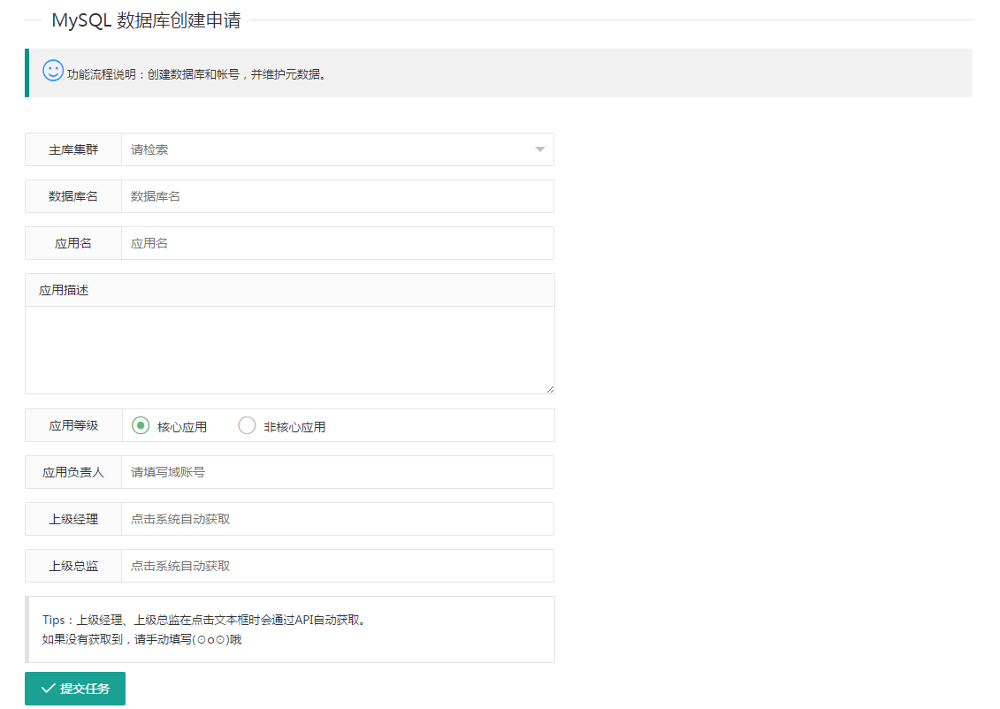 MySQL 数据库创建申请
功能流程说明：创建数据库和帐号，并维护元数据。
主库集群 请检索
数据库名 数据库名
应用名 应用名
应用描述
应用等级 核心应用 非核心应用
应用负责人 请填写域账号
上级经理 点击系统自动获取
上级总监 点击系统自动获取
Tips：上级经理、上级总监在点击文本框时会通过API自动获取。
如果没有获取到，请手动填写(⊙o⊙)哦
提交任务